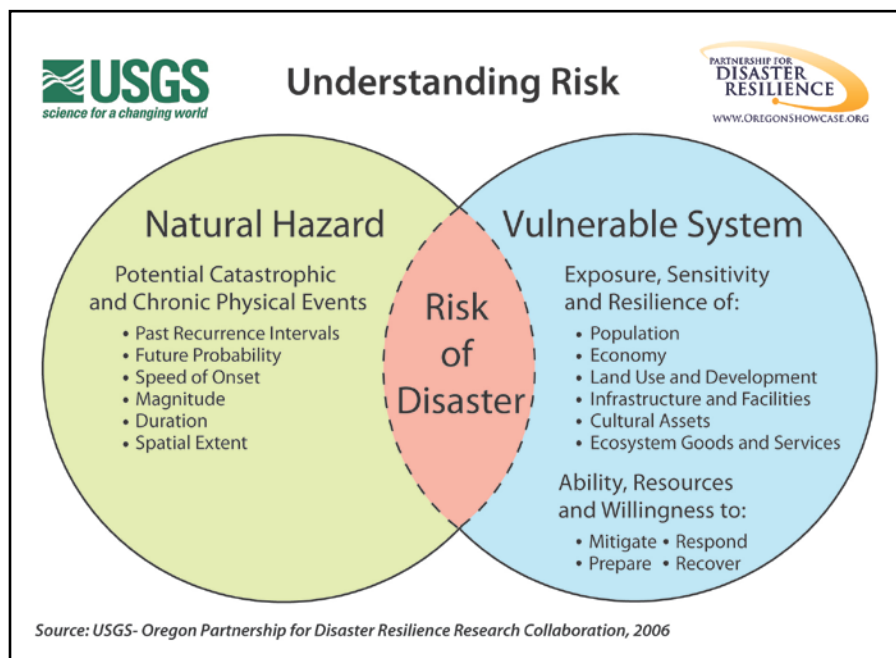 USGS
science for a changing world
Understanding Risk
PARTNERSHIP FOR
DISASTER
RESILIENCE
WWW.OREGONSHOWCASE.ORG
Natural Hazard
Potential Catastrophic
and Chronic Physical Events
• Past Recurrence Intervals
• Future Probability
• Speed of Onset
• Magnitude
• Duration
• Spatial Extent
Risk
of
Disaster
Vulnerable System
Exposure, Sensitivity
and Resilience of:
• Population
• Economy
• Land Use and Development
• Infrastructure and Facilities
• Cultural Assets
• Ecosystem Goods and Services
Ability, Resources
and Willingness to:
• Mitigate • Respond
• Prepare • Recover
Source: USGS- Oregon Partnership for Disaster Resilience Research Collaboration, 2006